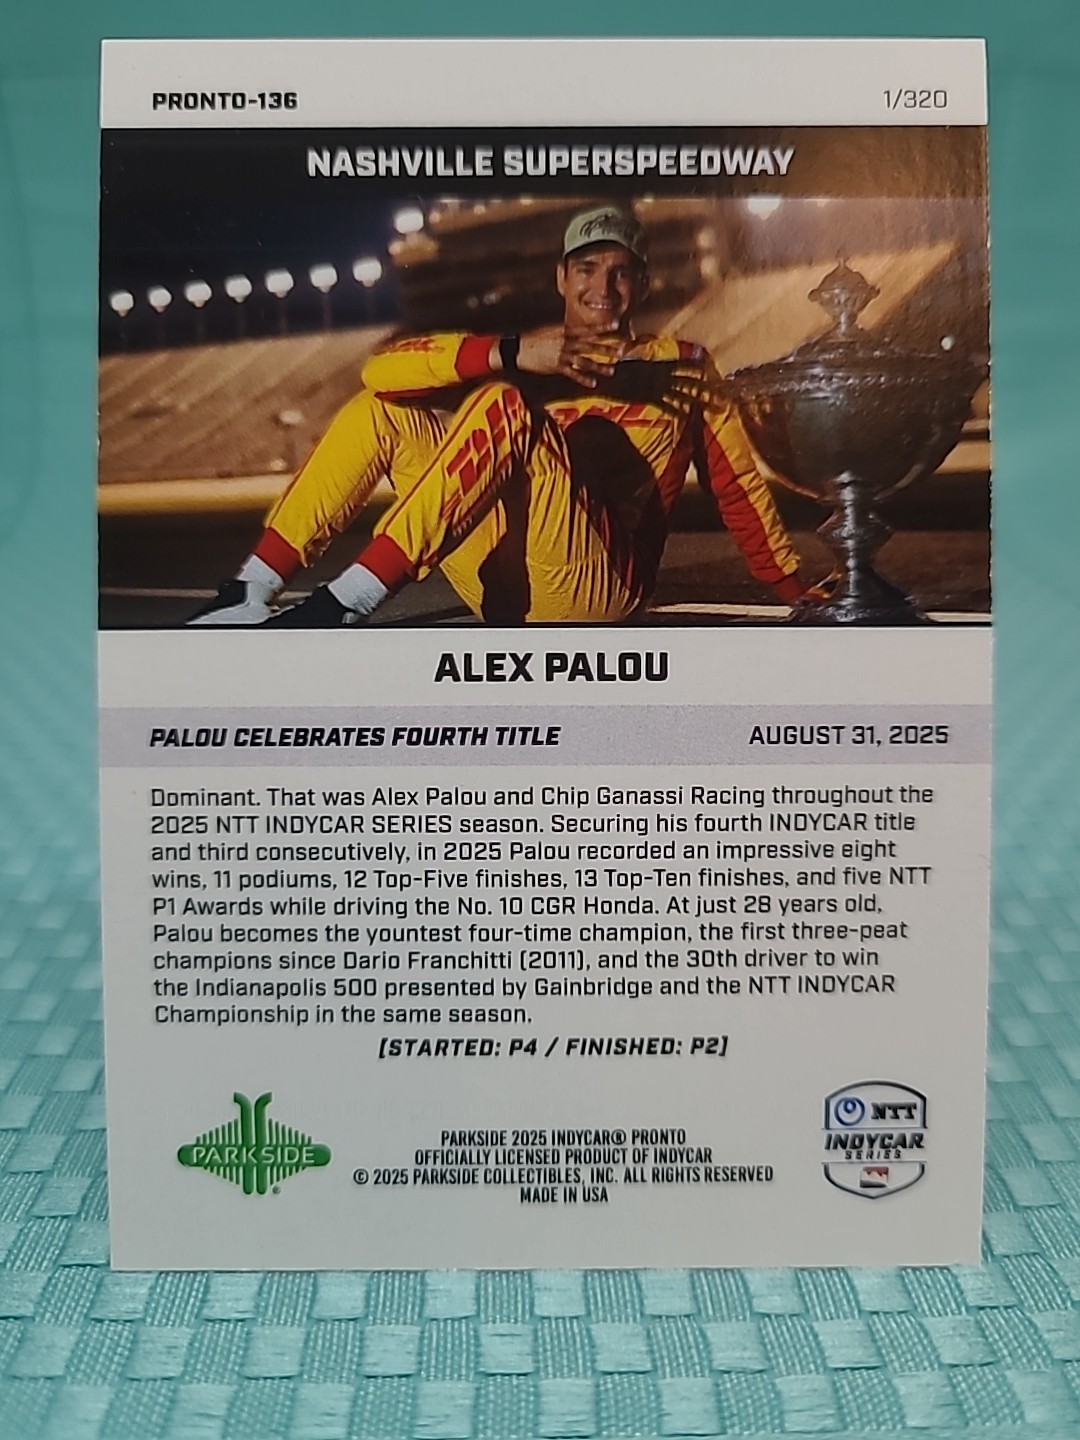 PRONTO-136
1/320
NASHVILLE SUPERSPEEDWAY
ALEX PALOU
PALOU CELEBRATES FOURTH TITLE
AUGUST 31, 2025
Dominant. That was Alex Palou and Chip Ganassi Racing throughout the
2025 NTT INDYCAR SERIES season. Securing his fourth INDYCAR title
and third consecutively, in 2025 Palou recorded an impressive eight
wins, 11 podiums, 12 Top-Five finishes, 13 Top-Ten finishes, and five NTT
P1 Awards while driving the No. 10 CGR Honda. At just 28 years old,
Palou becomes the yountest four-time champion, the first three-peat
champions since Dario Franchitti (2011), and the 30th driver to win
the Indianapolis 500 presented by Gainbridge and the NTT INDYCAR
Championship in the same season.
[STARTED: P4 / FINISHED: P2]
PARKSIDE®
PARKSIDE 2025 INDYCAR® PRONTO
OFFICIALLY LICENSED PRODUCT OF INDYCAR
© 2025 PARKSIDE COLLECTIBLES, INC. ALL RIGHTS RESERVED
MADE IN USA
NTT
INDYCAR
SERIES